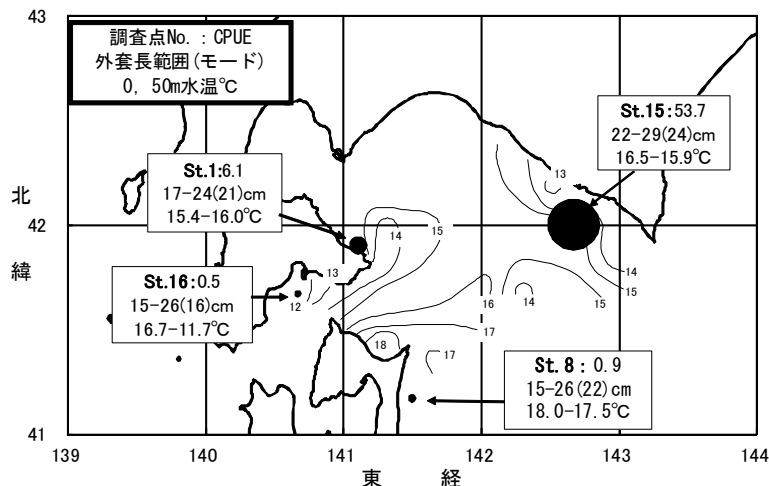 43
調査点No.：CPUE
外套長範囲(モード)
0, 50m水温℃
St.15:53.7
22-29(24)cm
16.5-15.9℃
St.1:6.1
17-24(21)cm
15.4-16.0℃
13
北
42
緯
15
14
14
15
13
16
14
15
12
St.16:0.5
15-26(16)cm
16.7-11.7℃
17
18
17
St.8：0.9
15-26(22)cm
18.0-17.5℃
41
139
140
141
142
143
144
東 経